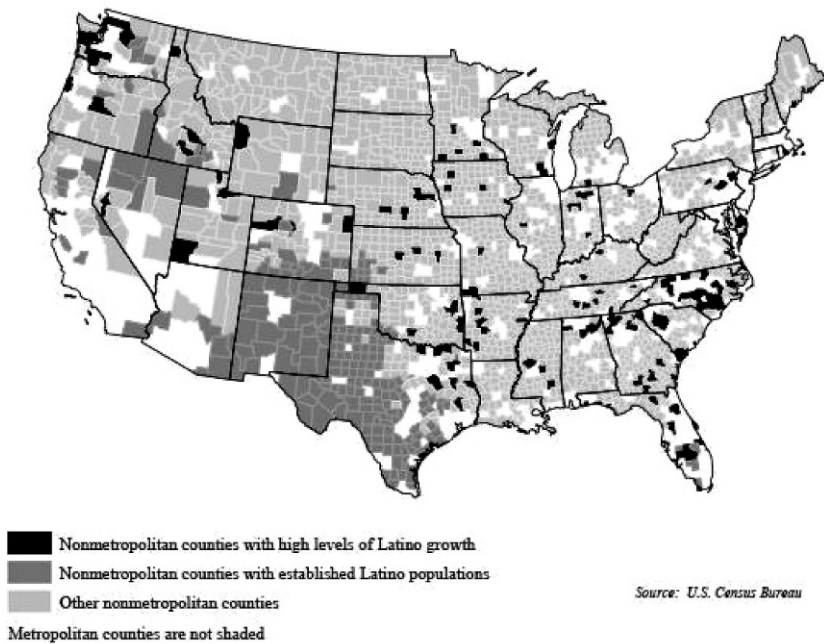 Nonmetropolitan counties with high levels of Latino growth
Nonmetropolitan counties with established Latino populations
Other nonmetropolitan counties
Source: U.S. Census Bureau
Metropolitan counties are not shaded